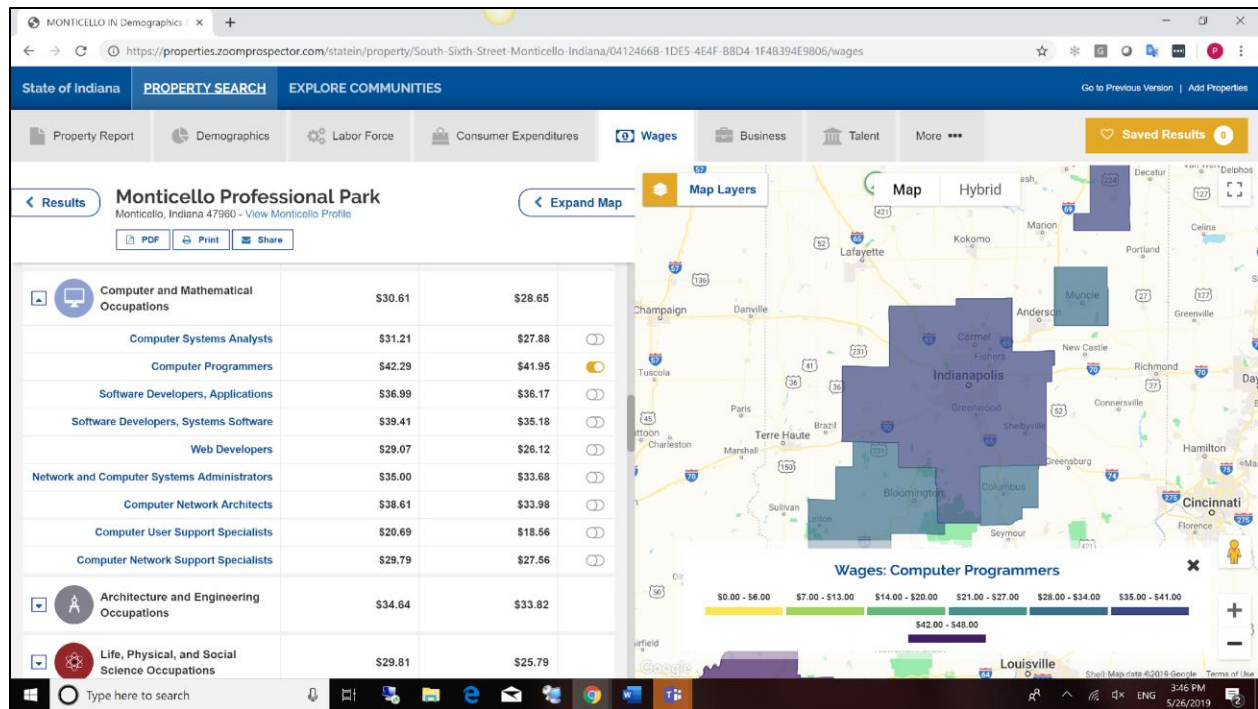 MONTICELLO IN Demographics
https://properties.zoomprospector.com/statein/property/South-Sixth-Street-Monticello-Indiana/0412466B-1DE5-4E4F-BBD4-1F4B394E9806/wages
State of Indiana PROPERTY SEARCH EXPLORE COMMUNITIES
Go to Previous Version | Add Properties
Property Report Demographics Labor Force Consumer Expenditures Wages Business Talent More •••
Saved Results 0
Results
Monticello Professional Park
Monticello, Indiana 47960 - View Monticello Profile
Expand Map
PDF Print Share
Computer and Mathematical
Occupations
$30.61 $28.65
Computer Systems Analysts $31.21 $27.88
Computer Programmers $42.29 $41.95
Software Developers, Applications $36.99 $36.17
Software Developers, Systems Software $39.41 $35.18
Web Developers $29.07 $26.12
Network and Computer Systems Administrators $35.00 $33.68
Computer Network Architects $38.61 $33.98
Computer User Support Specialists $20.69 $18.56
Computer Network Support Specialists $29.79 $27.56
Architecture and Engineering
Occupations
$34.64 $33.82
Life, Physical, and Social
Science Occupations
$29.81 $25.79
Map Layers
Map Hybrid
Decatur
Delphos
Marion
Celina
Kokomo
Lafayette
Portland
Champaign
Danville
Muncie
Anderson
Greenville
Carmel
Fishers
New Castle
Tuscola
Indianapolis
Richmond
Paris
Greenwood
Connersville
Brazil
Shelbyville
Terre Haute
Charleston
Marshall
Hamilton
Greensburg
Bloomington
Columbus
Sullivan
Cincinnati
Linton
Seymour
Florence
Wages: Computer Programmers
$0.00 - $6.00 $7.00 - $13.00 $14.00 - $20.00 $21.00 - $27.00 $28.00 - $34.00 $35.00 - $41.00
$42.00 - $48.00
Louisville
Google
Map data ©2019 Google Terms of Use
Type here to search
ENG
3:46 PM
5/26/2019